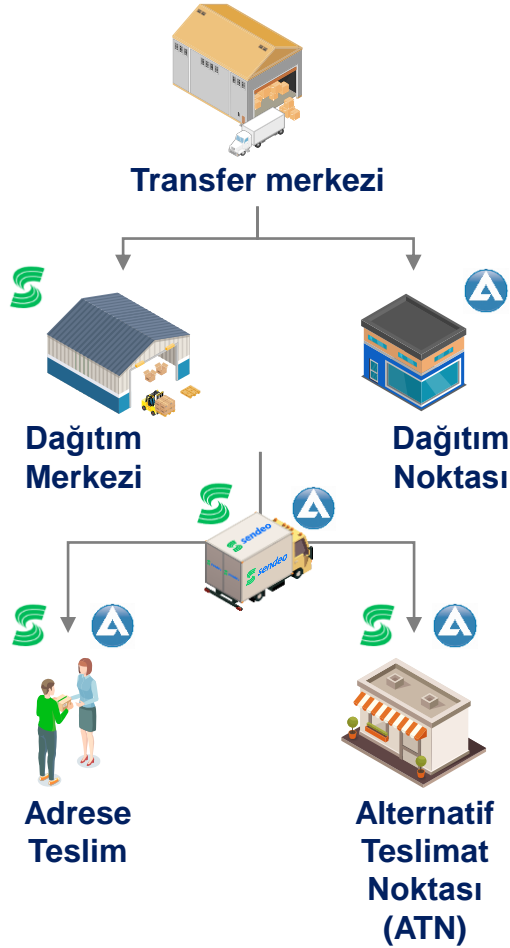 Transfer merkezi
Dağıtım
Merkezi
Dağıtım
Noktası
sendeo
sendeo
Adrese
Teslim
Alternatif
Teslimat
Noktası
(ATN)